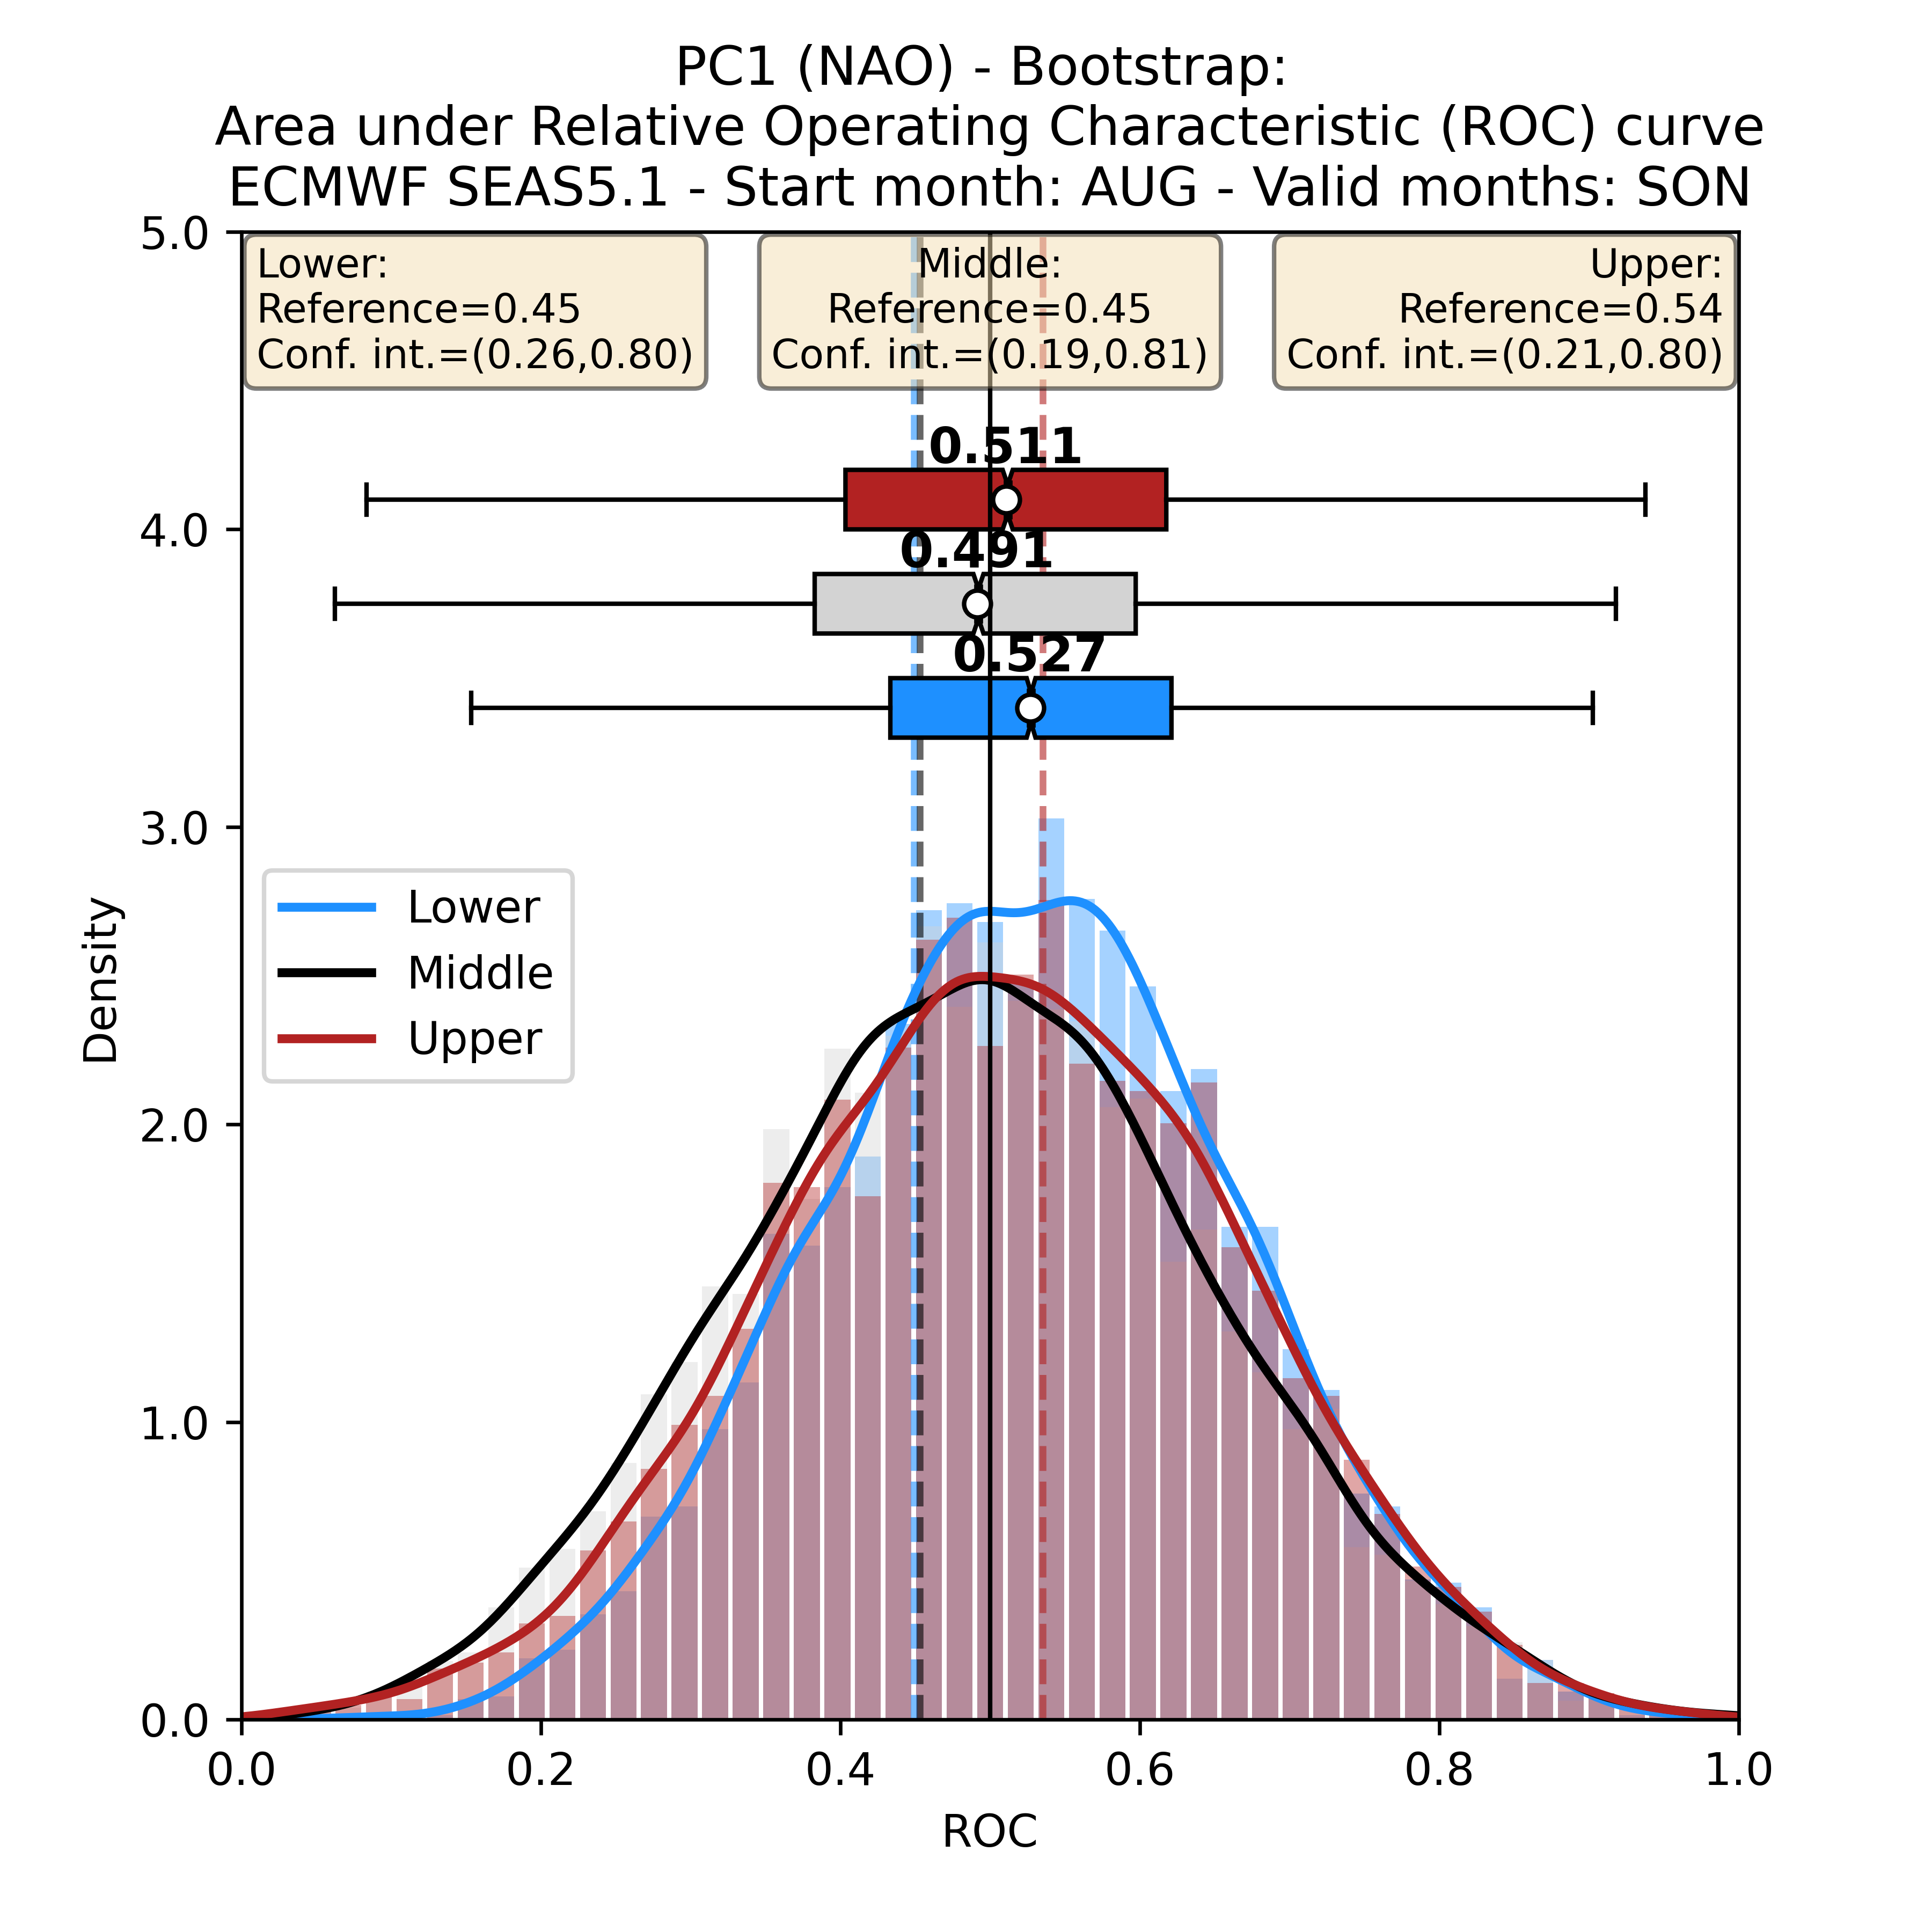 PC1 (NAO) - Bootstrap:
Area under Relative Operating Characteristic (ROC) curve
ECMWF SEAS5.1 - Start month: AUG - Valid months: SON
Lower:
Reference=0.45
Conf. int.=(0.26,0.80)
Middle:
Reference=0.45
Conf. int.=(0.19,0.81)
Upper:
Reference=0.54
Conf. int.=(0.21,0.80)
0.511
0.491
0.527
Lower
Middle
Upper
5.0
4.0
3.0
2.0
1.0
0.0
Density
0.0
0.2
0.4
0.6
0.8
1.0
ROC